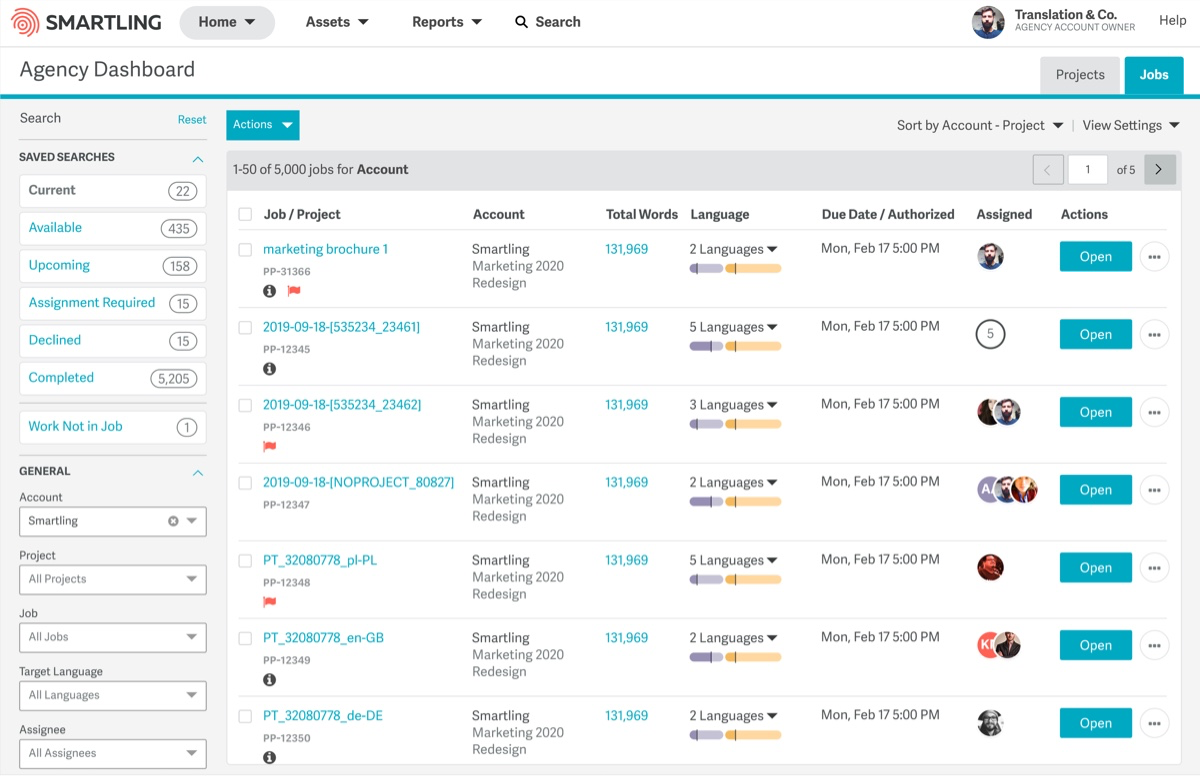 SMARTLING
Home
Assets
Reports
Search
Translation & Co.
AGENCY ACCOUNT OWNER
Help
Agency Dashboard
Projects
Jobs
Search
Reset
SAVED SEARCHES
Current 22
Available 435
Upcoming 158
Assignment Required 15
Declined 15
Completed 5,205
Work Not in Job 1
GENERAL
Account
Smartling
Project
All Projects
Job
All Jobs
Target Language
All Languages
Assignee
All Assignees
Actions
Sort by Account - Project | View Settings
1-50 of 5,000 jobs for Account
1 of 5
Job / Project Account Total Words Language Due Date / Authorized Assigned Actions
marketing brochure 1 Smartling 131,969 2 Languages Mon, Feb 17 5:00 PM Open
PP-31366 Marketing 2020
Redesign
2019-09-18-[535234_23461] Smartling 131,969 5 Languages Mon, Feb 17 5:00 PM 5 Open
PP-12345 Marketing 2020
Redesign
2019-09-18-[535234_23462] Smartling 131,969 3 Languages Mon, Feb 17 5:00 PM Open
PP-12346 Marketing 2020
Redesign
2019-09-18-[NOPROJECT_80827] Smartling 131,969 2 Languages Mon, Feb 17 5:00 PM Open
PP-12347 Marketing 2020
Redesign
PT_32080778_pl-PL Smartling 131,969 5 Languages Mon, Feb 17 5:00 PM Open
PP-12348 Marketing 2020
Redesign
PT_32080778_en-GB Smartling 131,969 2 Languages Mon, Feb 17 5:00 PM Open
PP-12349 Marketing 2020
Redesign
PT_32080778_de-DE Smartling 131,969 2 Languages Mon, Feb 17 5:00 PM Open
PP-12350 Marketing 2020
Redesign